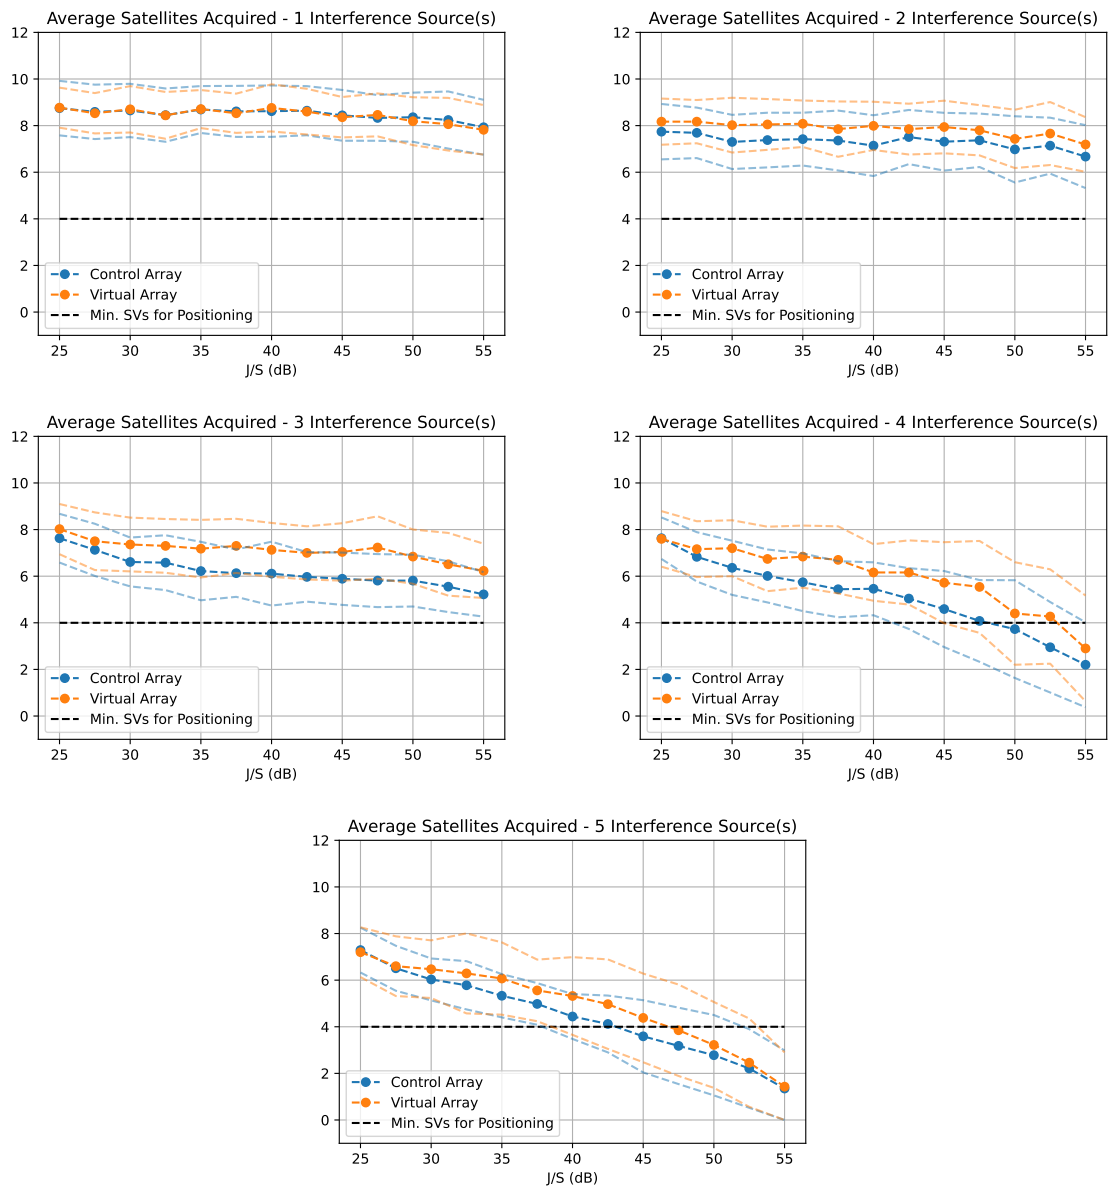 Average Satellites Acquired - 1 Interference Source(s)
12
10
8
6
4
2
0
Control Array
Virtual Array
Min. SVs for Positioning
25 30 35 40 45 50 55
J/S (dB)
Average Satellites Acquired - 2 Interference Source(s)
12
10
8
6
4
2
0
Control Array
Virtual Array
Min. SVs for Positioning
25 30 35 40 45 50 55
J/S (dB)
Average Satellites Acquired - 3 Interference Source(s)
12
10
8
6
4
2
0
Control Array
Virtual Array
Min. SVs for Positioning
25 30 35 40 45 50 55
J/S (dB)
Average Satellites Acquired - 4 Interference Source(s)
12
10
8
6
4
2
0
Control Array
Virtual Array
Min. SVs for Positioning
25 30 35 40 45 50 55
J/S (dB)
Average Satellites Acquired - 5 Interference Source(s)
12
10
8
6
4
2
0
Control Array
Virtual Array
Min. SVs for Positioning
25 30 35 40 45 50 55
J/S (dB)